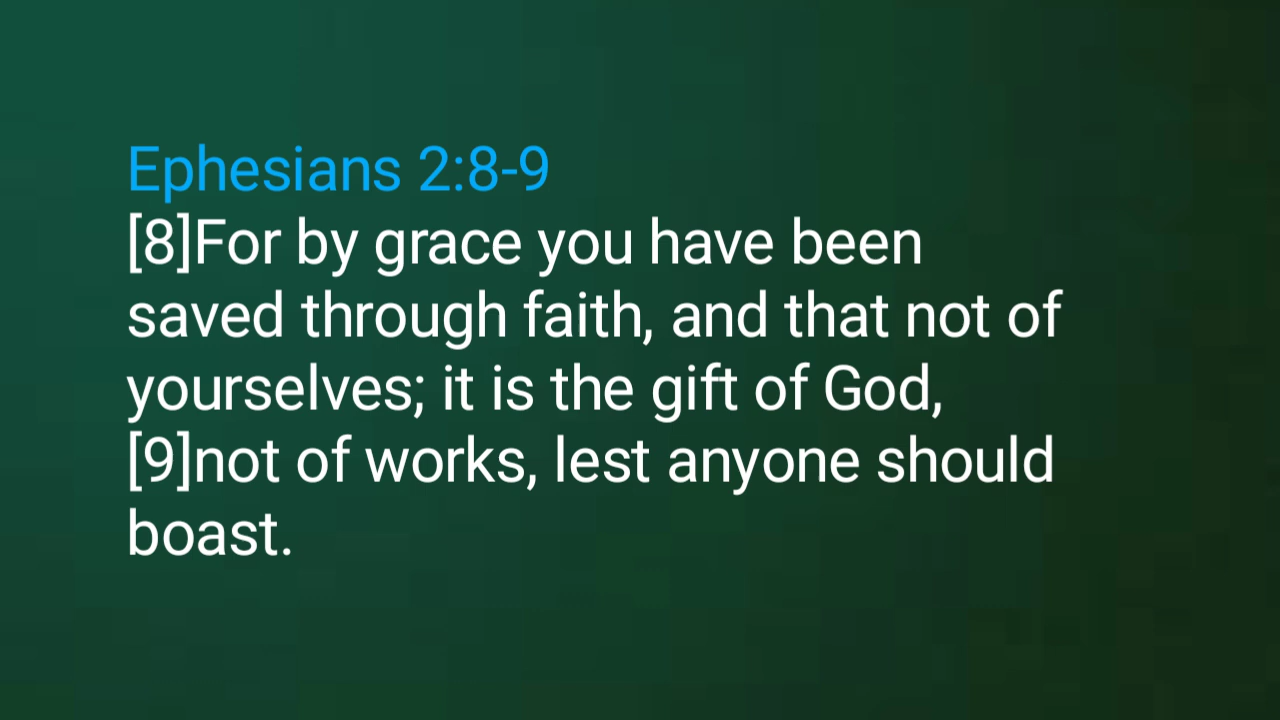 Ephesians 2:8-9
[8]For by grace you have been
saved through faith, and that not of
yourselves; it is the gift of God,
[9]not of works, lest anyone should
boast.